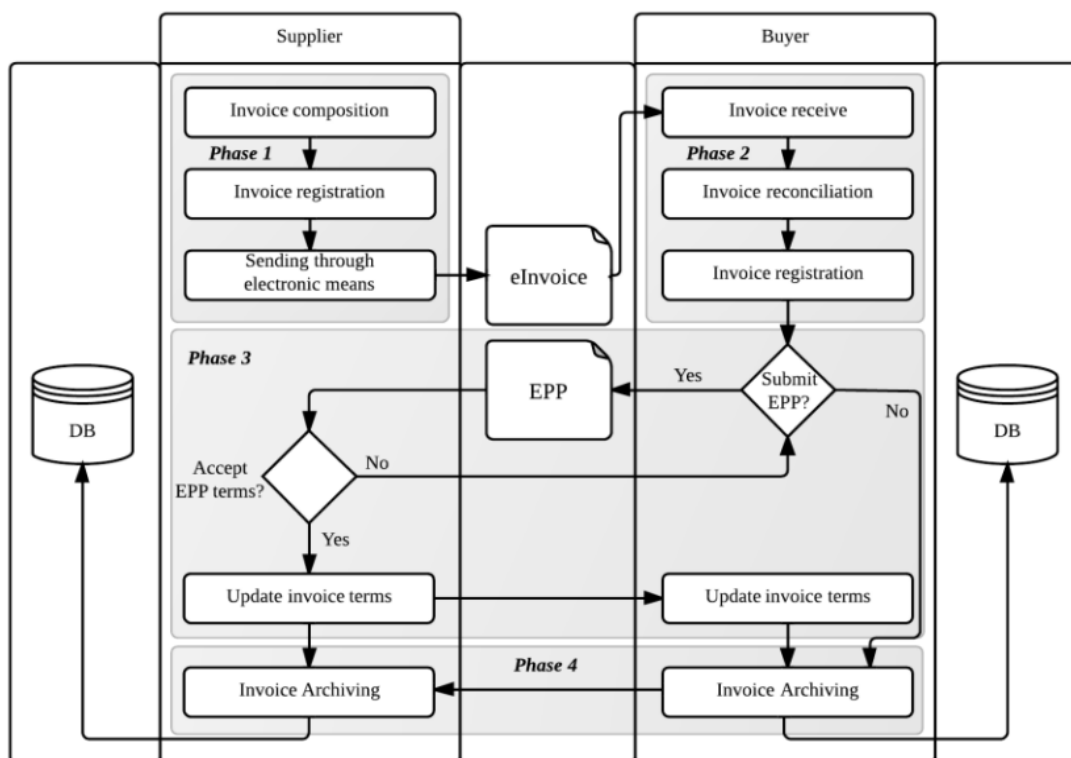 Supplier
Buyer
Invoice composition
Phase 1
Invoice registration
Sending through
electronic means
eInvoice
Invoice receive
Phase 2
Invoice reconciliation
Invoice registration
Phase 3
Submit
EPP?
Yes
No
EPP
DB
DB
Accept
EPP terms?
No
Yes
Update invoice terms
Update invoice terms
Phase 4
Invoice Archiving
Invoice Archiving